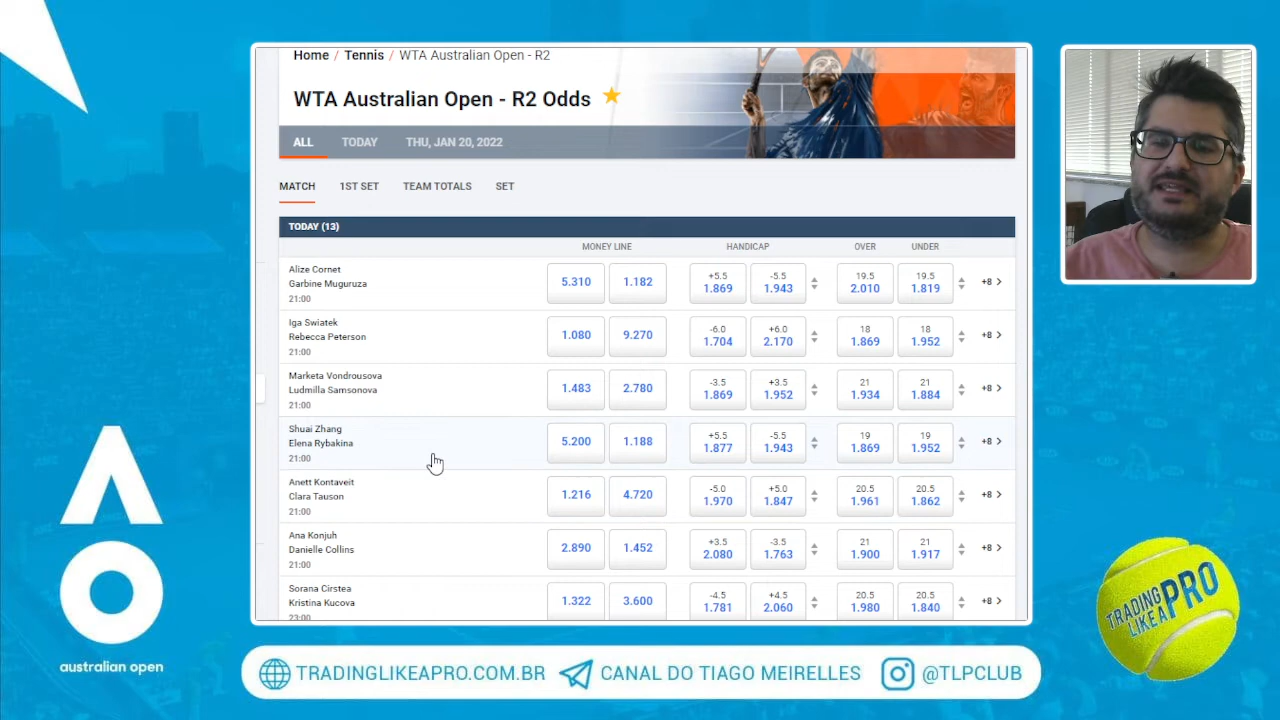 Home / Tennis / WTA Australian Open - R2
WTA Australian Open - R2 Odds
ALL TODAY THU, JAN 20, 2022
MATCH 1ST SET TEAM TOTALS SET
TODAY (13)
MONEY LINE HANDICAP OVER UNDER
Alize Cornet
Garbine Muguruza
21:00
5.310 1.182 +5.5 1.869 -5.5 1.943 19.5 2.010 19.5 1.819 +8
Iga Swiatek
Rebecca Peterson
21:00
1.080 9.270 -6.0 1.704 +6.0 2.170 18 1.869 18 1.952 +8
Marketa Vondrousova
Ludmilla Samsonova
21:00
1.483 2.780 -3.5 1.869 +3.5 1.952 21 1.934 21 1.884 +8
Shuai Zhang
Elena Rybakina
21:00
5.200 1.188 +5.5 1.877 -5.5 1.943 19 1.869 19 1.952 +8
Anett Kontaveit
Clara Tauson
21:00
1.216 4.720 -5.0 1.970 +5.0 1.847 20.5 1.961 20.5 1.862 +8
Ana Konjuh
Danielle Collins
21:00
2.890 1.452 +3.5 2.080 -3.5 1.763 21 1.900 21 1.917 +8
Sorana Cirstea
Kristina Kucova
23:00
1.322 3.600 -4.5 1.781 +4.5 2.060 20.5 1.980 20.5 1.840 +8
australian open
TRADING
LIKE A PRO
TRADINGLIKEAPRO.COM.BR CANAL DO TIAGO MEIRELLES @TLPCLUB